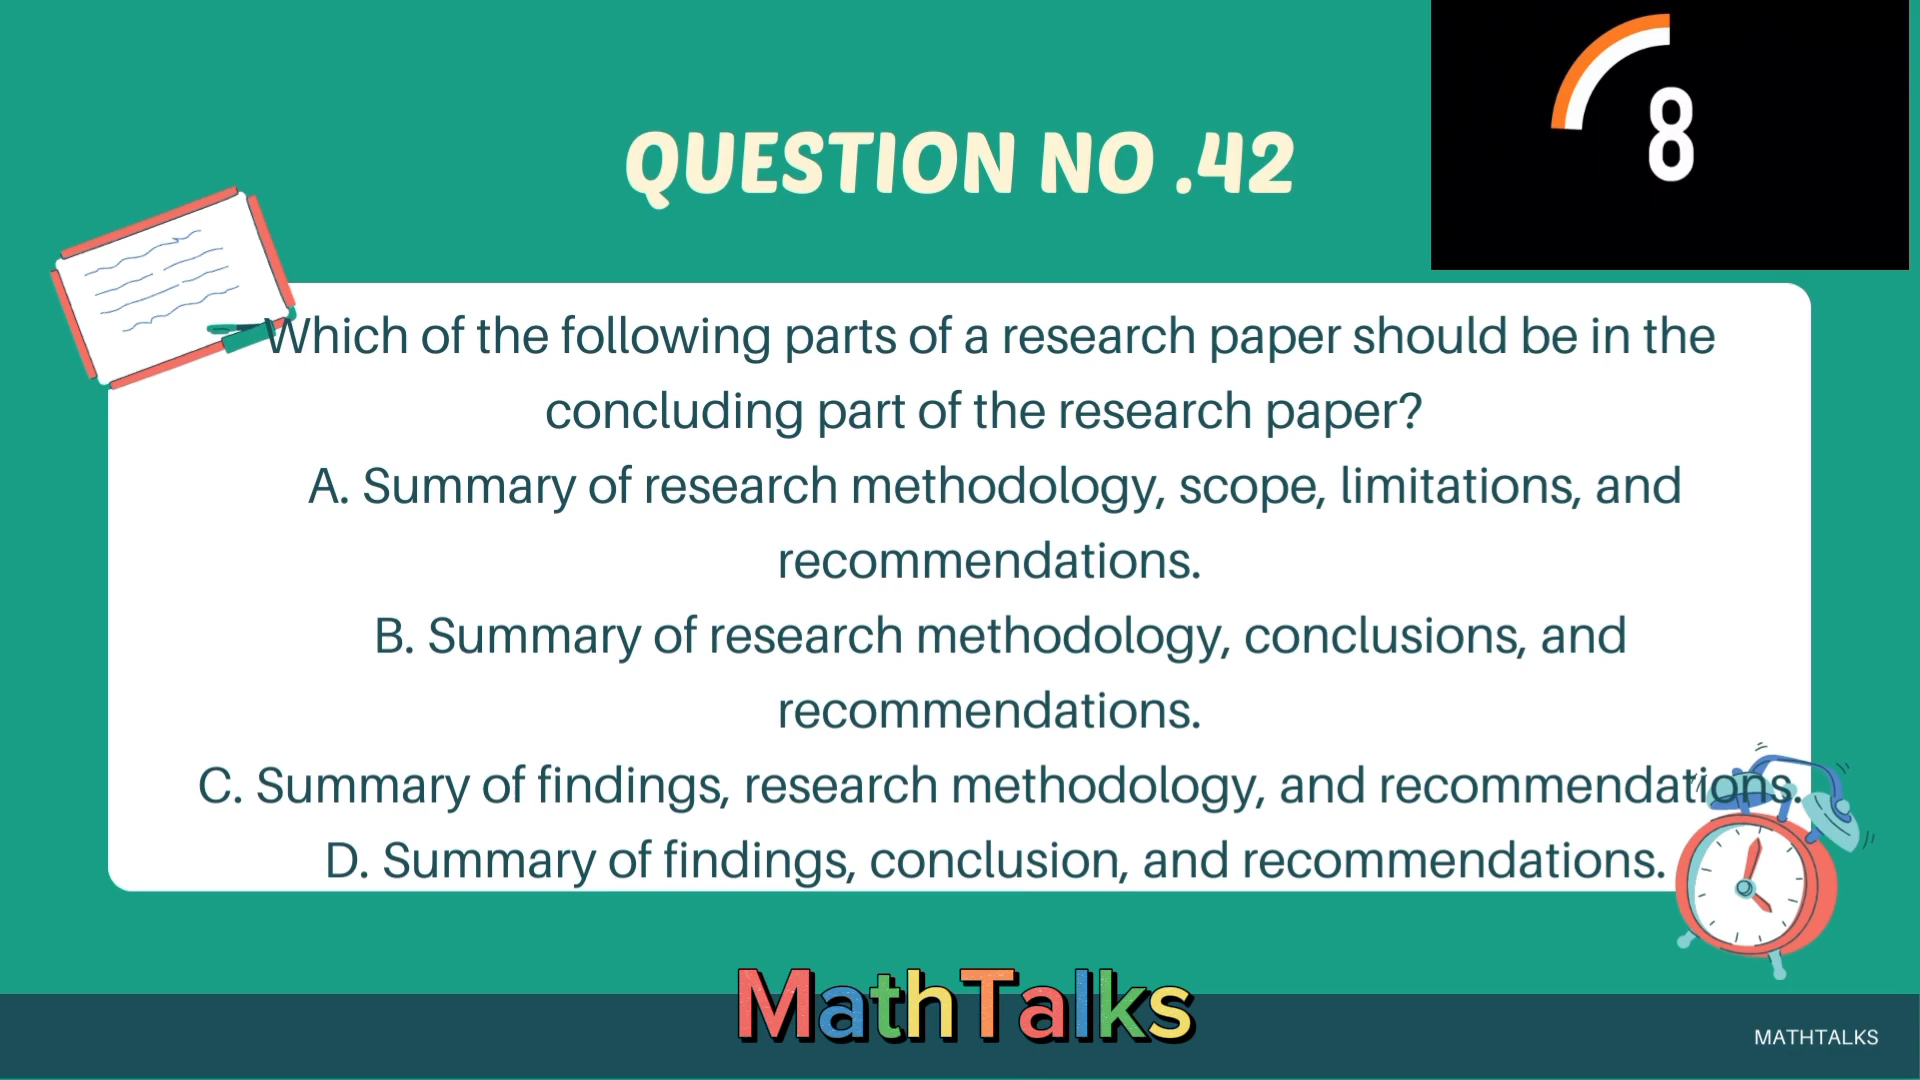 8
QUESTION NO .42
Which of the following parts of a research paper should be in the
concluding part of the research paper?
A. Summary of research methodology, scope, limitations, and
recommendations.
B. Summary of research methodology, conclusions, and
recommendations.
C. Summary of findings, research methodology, and recommendations.
D. Summary of findings, conclusion, and recommendations.
MathTalks
MATHTALKS